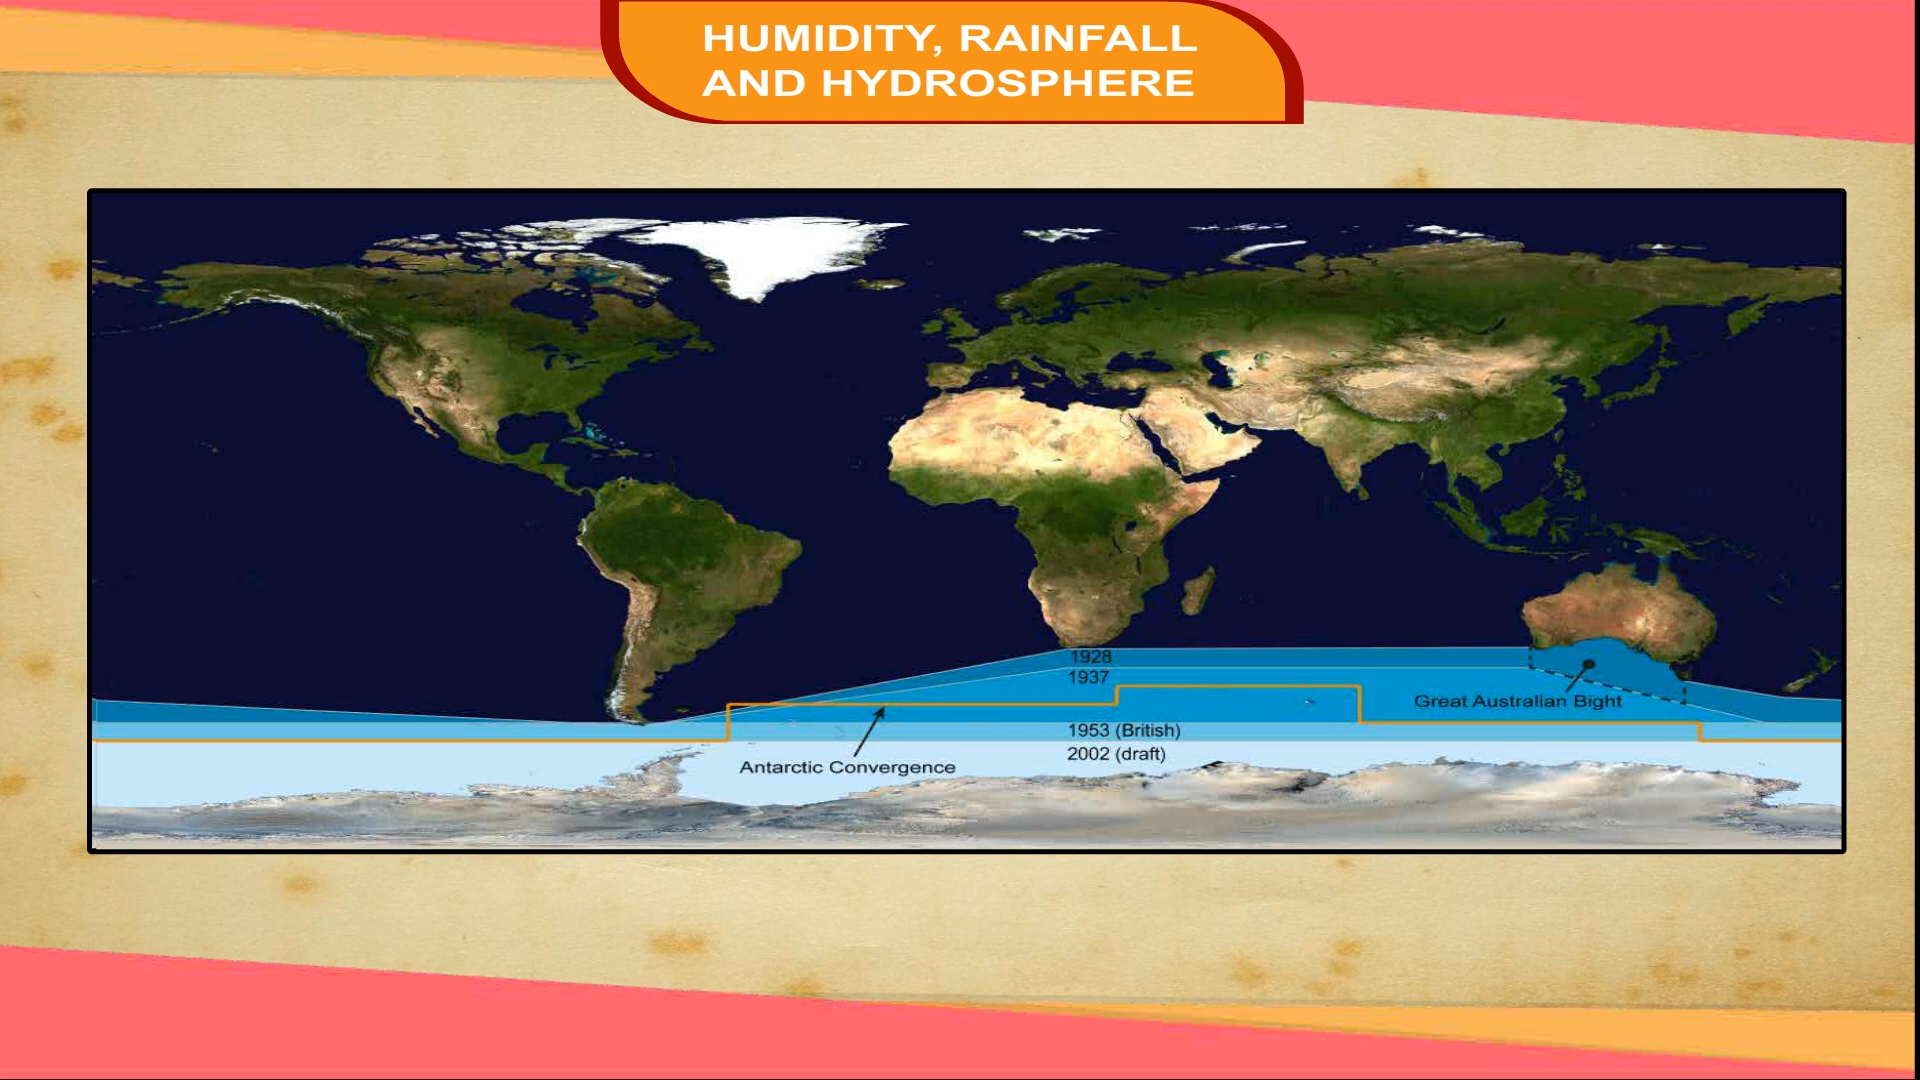 HUMIDITY, RAINFALL
AND HYDROSPHERE
1928
1937
Great Australian Bight
1953 (British)
2002 (draft)
Antarctic Convergence